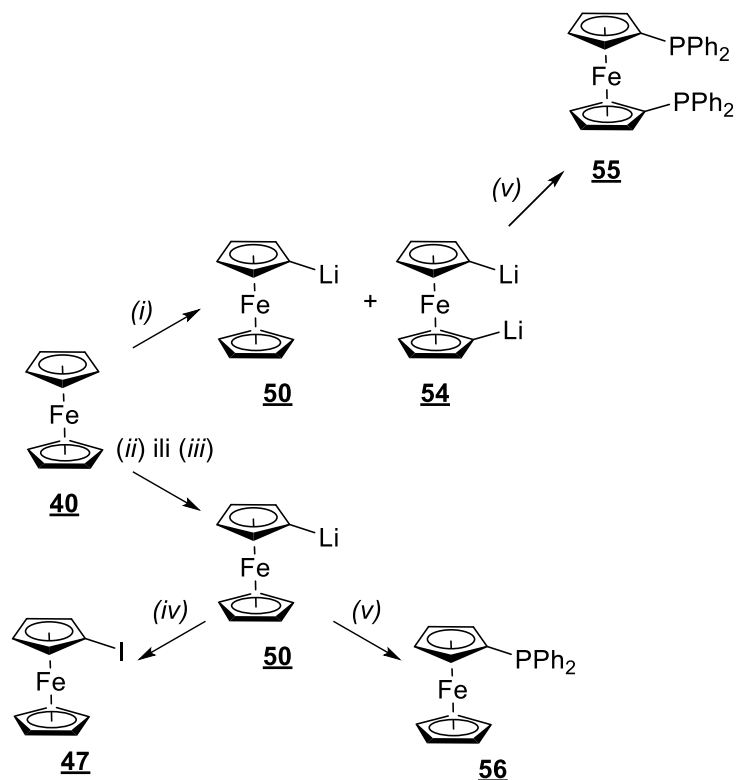 PPh2
Fe
PPh2
55
(v)
Li
Fe
50
+
Li
Fe
Li
54
(i)
Fe
40
(ii) ili (iii)
Li
Fe
50
(iv)
(v)
I
Fe
47
PPh2
Fe
56